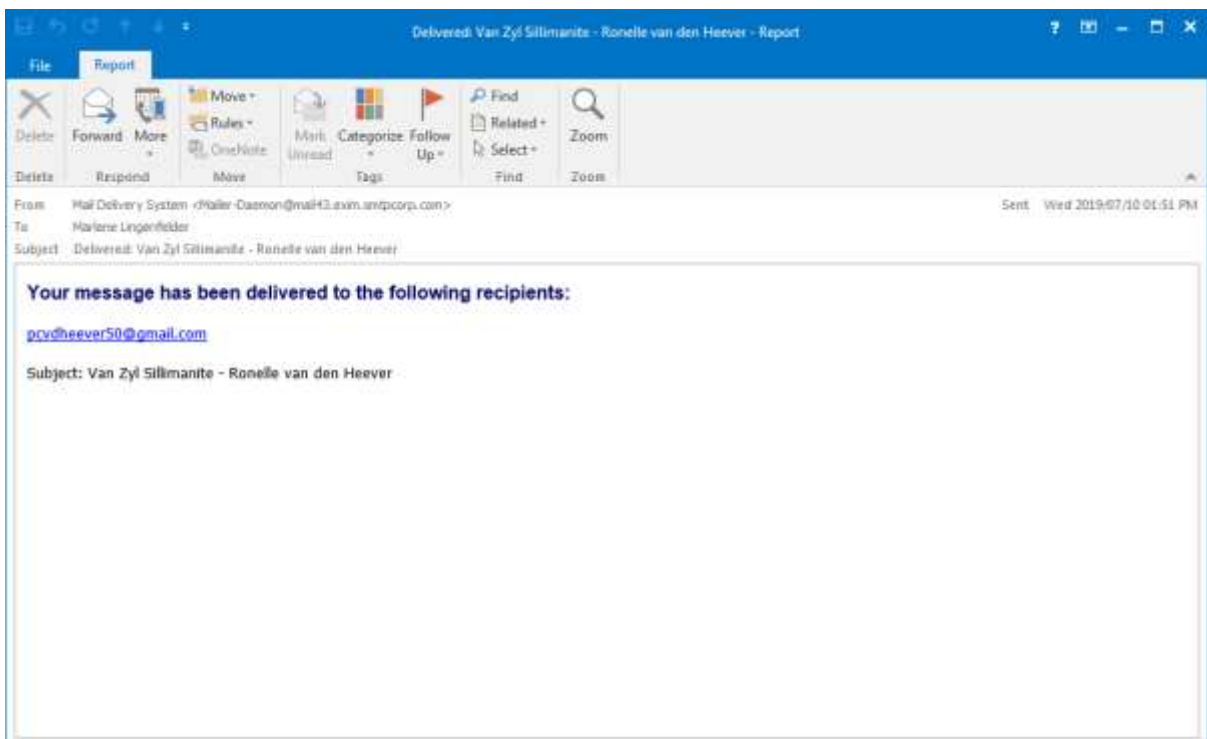 Delivered: Van Zyl Sillimanite - Ronelle van den Heever - Report
File Report
Delete Forward More Move Rules OneNote Mark Unread Categorize Follow Up Find Related Select Zoom
Delete Respond Move Tags Find Zoom
From Mail Delivery System <Mailer-Daemon@mail43.exim.smtpcorp.com> Sent Wed 2019/07/10 01:51 PM
To Marlene Lingenfelder
Subject Delivered: Van Zyl Sillimanite - Ronelle van den Heever
Your message has been delivered to the following recipients:
pcvdheever50@gmail.com
Subject: Van Zyl Sillimanite - Ronelle van den Heever